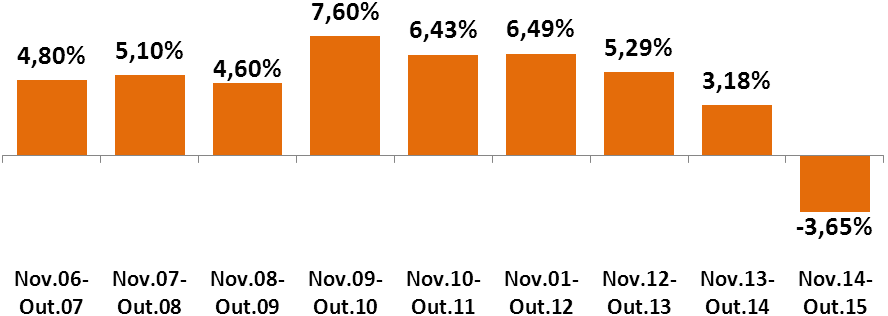 4,80%
5,10%
4,60%
7,60%
6,43%
6,49%
5,29%
3,18%
-3,65%
Nov.06-
Out.07
Nov.07-
Out.08
Nov.08-
Out.09
Nov.09-
Out.10
Nov.10-
Out.11
Nov.01-
Out.12
Nov.12-
Out.13
Nov.13-
Out.14
Nov.14-
Out.15